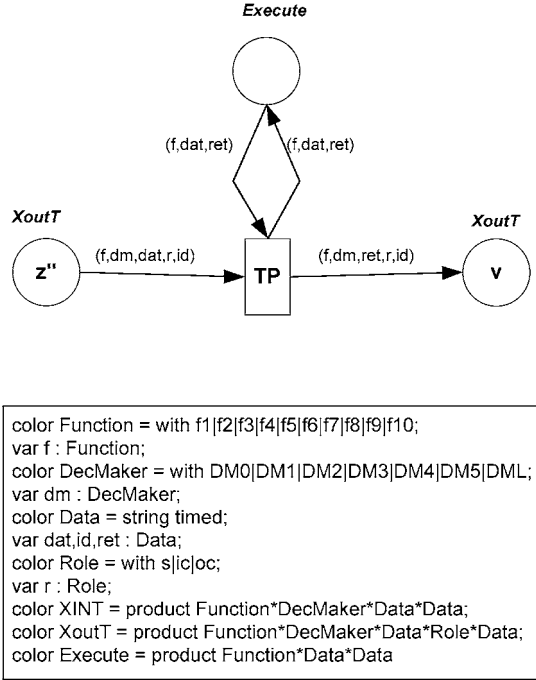 Execute
(f,dat,ret) (f,dat,ret)
XoutT XoutT
z" (f,dm,dat,r,id) TP (f,dm,ret,r,id) v
color Function = with f1|f2|f3|f4|f5|f6|f7|f8|f9|f10;
var f : Function;
color DecMaker = with DM0|DM1|DM2|DM3|DM4|DM5|DML;
var dm : DecMaker;
color Data = string timed;
var dat,id,ret : Data;
color Role = with s|ic|oc;
var r : Role;
color XINT = product Function*DecMaker*Data*Data;
color XoutT = product Function*DecMaker*Data*Role*Data;
color Execute = product Function*Data*Data